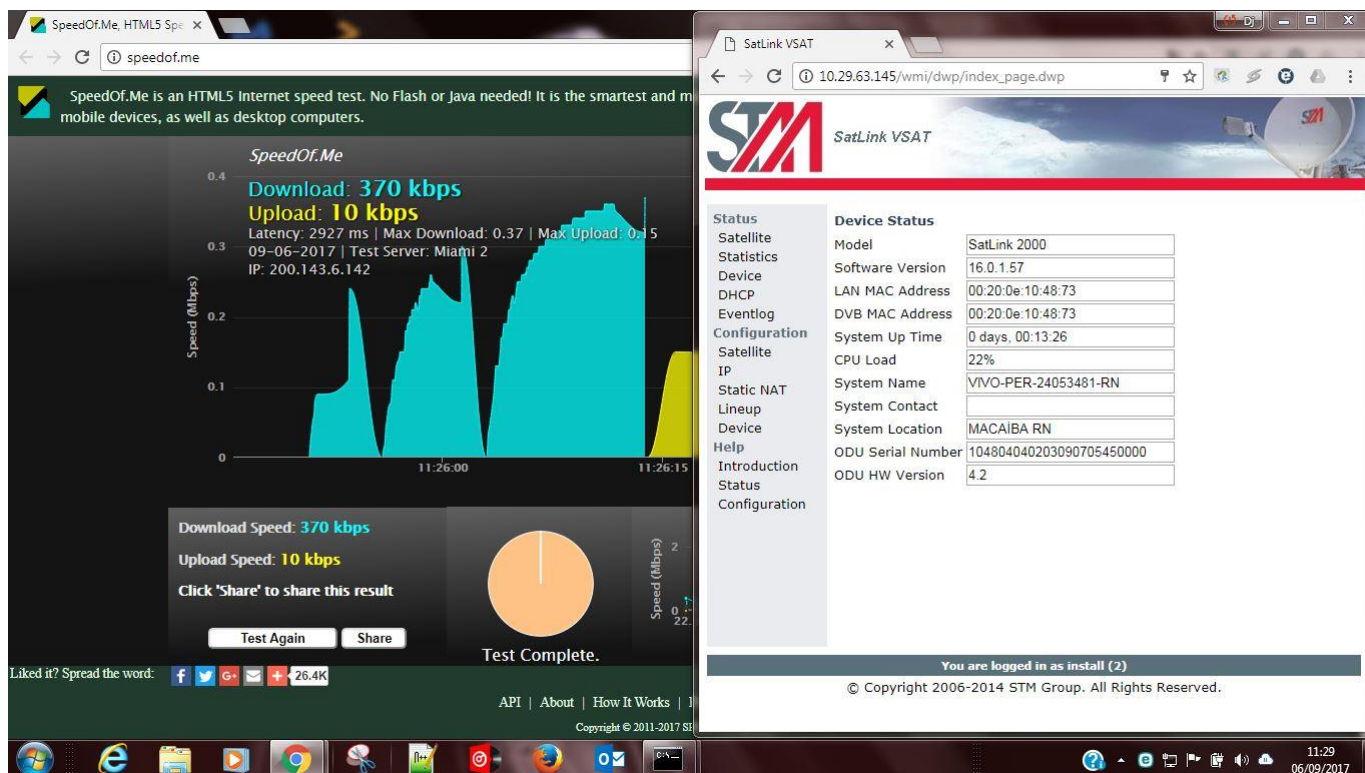 SpeedOf.Me, HTML5 Spe
speedof.me
SpeedOf.Me is an HTML5 Internet speed test. No Flash or Java needed! It is the smartest and m
mobile devices, as well as desktop computers.
SpeedOf.Me
Download: 370 kbps
Upload: 10 kbps
Latency: 2927 ms | Max Download: 0.37 | Max Upload: 0.15
09-06-2017 | Test Server: Miami 2
IP: 200.143.6.142
Speed (Mbps)
0.4
0.3
0.2
0.1
0
11:26:00
11:26:15
Download Speed: 370 kbps
Upload Speed: 10 kbps
Click 'Share' to share this result
Test Again
Share
Test Complete.
Speed (Mbps)
2
0
22.
Liked it? Spread the word:
26.4K
API | About | How It Works |
Copyright © 2011-2017
Dj
SatLink VSAT
10.29.63.145/wmi/dwp/index_page.dwp
STM
SatLink VSAT
STM
Status
Satellite
Statistics
Device
DHCP
Eventlog
Configuration
Satellite
IP
Static NAT
Lineup
Device
Help
Introduction
Status
Configuration
Device Status
Model SatLink 2000
Software Version 16.0.1.57
LAN MAC Address 00:20:0e:10:48:73
DVB MAC Address 00:20:0e:10:48:73
System Up Time 0 days, 00:13:26
CPU Load 22%
System Name VIVO-PER-24053481-RN
System Contact
System Location MACAÍBA RN
ODU Serial Number 104804040203090705450000
ODU HW Version 4.2
You are logged in as install (2)
© Copyright 2006-2014 STM Group. All Rights Reserved.
11:29
06/09/2017